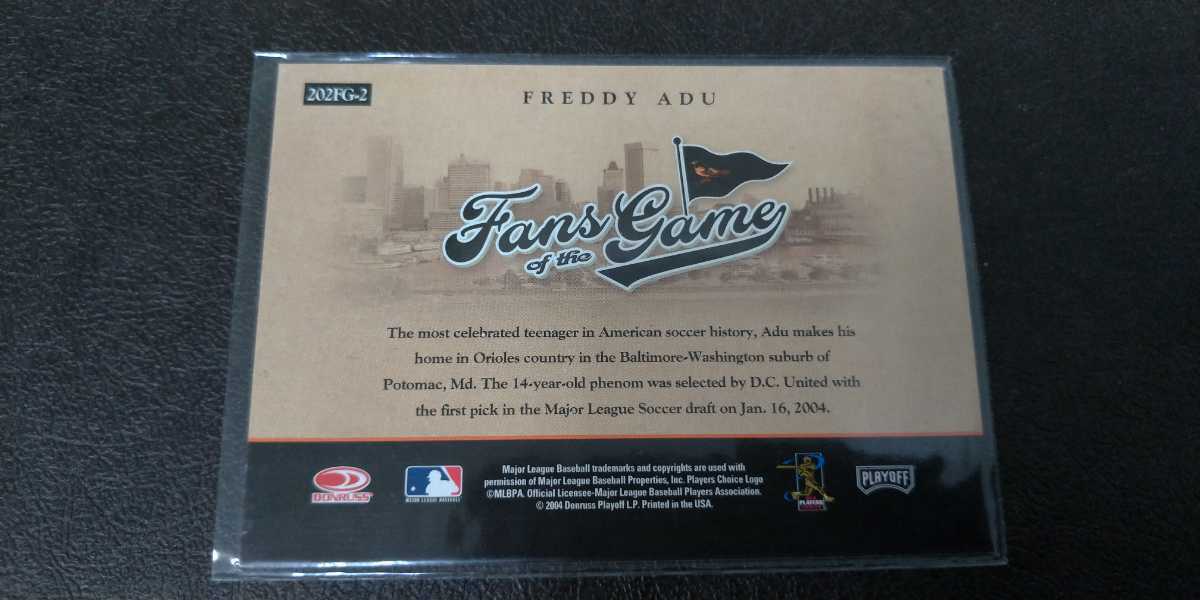 202FG-2
FREDDY ADU
Fans of the Game
The most celebrated teenager in American soccer history, Adu makes his
home in Orioles country in the Baltimore-Washington suburb of
Potomac, Md. The 14-year-old phenom was selected by D.C. United with
the first pick in the Major League Soccer draft on Jan. 16, 2004.
DONRUSS
MAJOR LEAGUE BASEBALL
Major League Baseball trademarks and copyrights are used with
permission of Major League Baseball Properties, Inc. Players Choice Logo
©MLBPA. Official Licensee-Major League Baseball Players Association.
© 2004 Donruss Playoff L.P. Printed in the USA.
PLAYERS
PLAYOFF